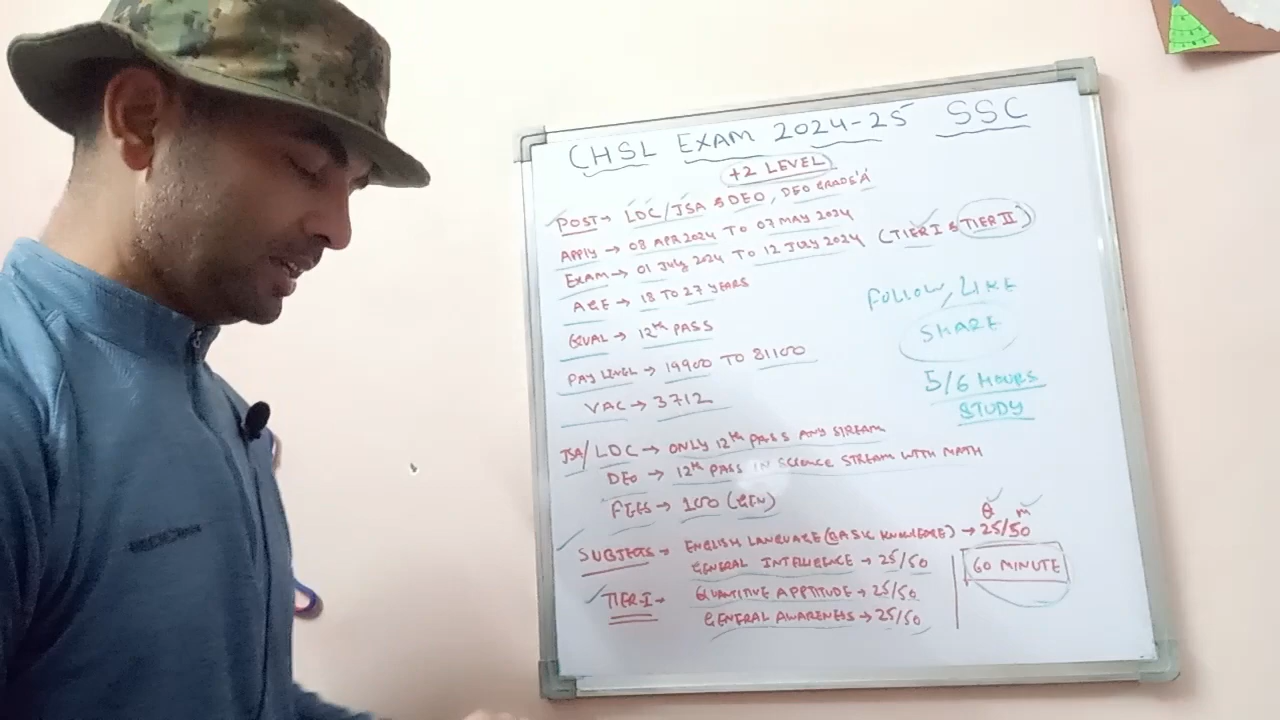 CHSL EXAM 2024-25 SSC
+2 LEVEL
POST → LDC/JSA & DEO, DEO GRADE'A'
APPLY → 08 APR 2024 TO 07 MAY 2024
EXAM → 01 July 2024 TO 12 JULY 2024 (TIER I & TIER II)
AGE → 18 TO 27 YEARS
QUAL → 12th PASS
PAY LEVEL → 19900 TO 81100
VAC → 3712
FOLLOW, LIKE
SHARE
5/6 HOURS
STUDY
JSA/LDC → ONLY 12th PASS ANY STREAM
DEO → 12th PASS IN SCIENCE STREAM WITH MATH
FEES → 100 (GEN)
Q M
SUBJECTS → ENGLISH LANGUAGE (BASIC KNOWLEDGE) → 25/50
GENERAL INTELLIGENCE → 25/50
TIER-I → QUANTITIVE APPTITUDE → 25/50
GENERAL AWARENESS → 25/50
60 MINUTE